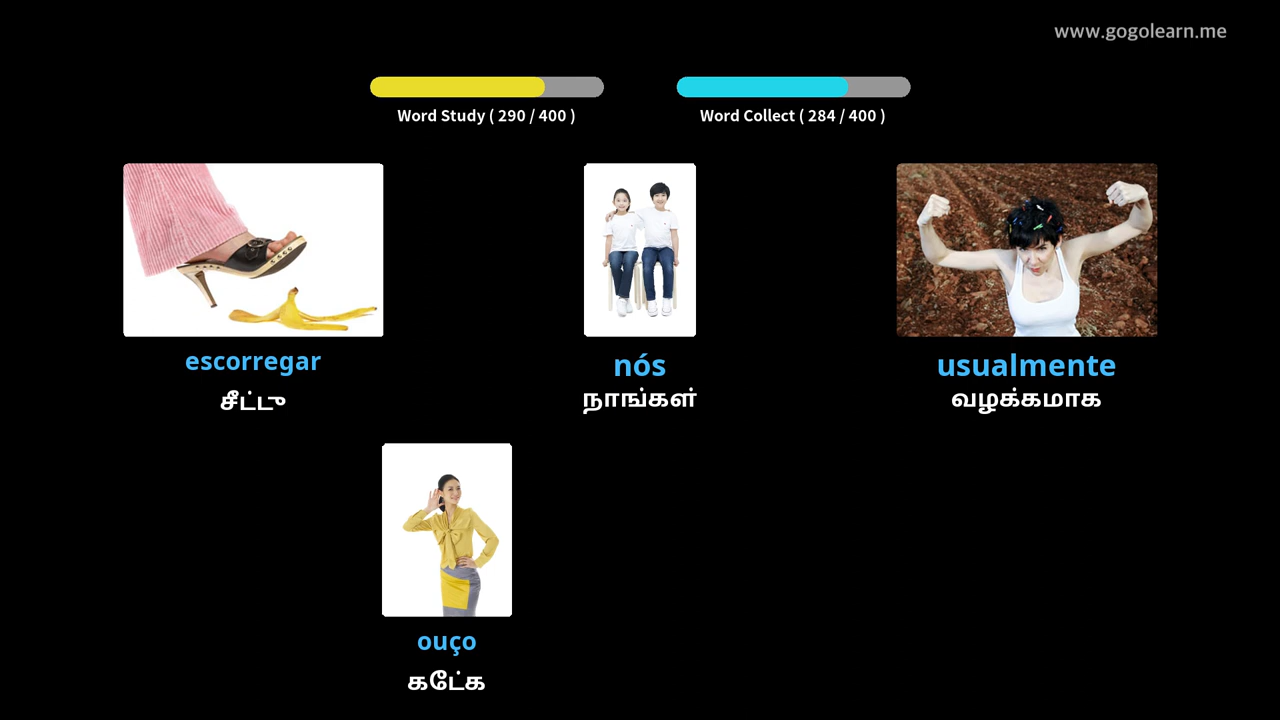 www.gogolearn.me
Word Study ( 290 / 400 )
Word Collect ( 284 / 400 )
escorregar
சீட்டு
nós
நாங்கள்
usualmente
வழக்கமாக
ouço
கேட்க